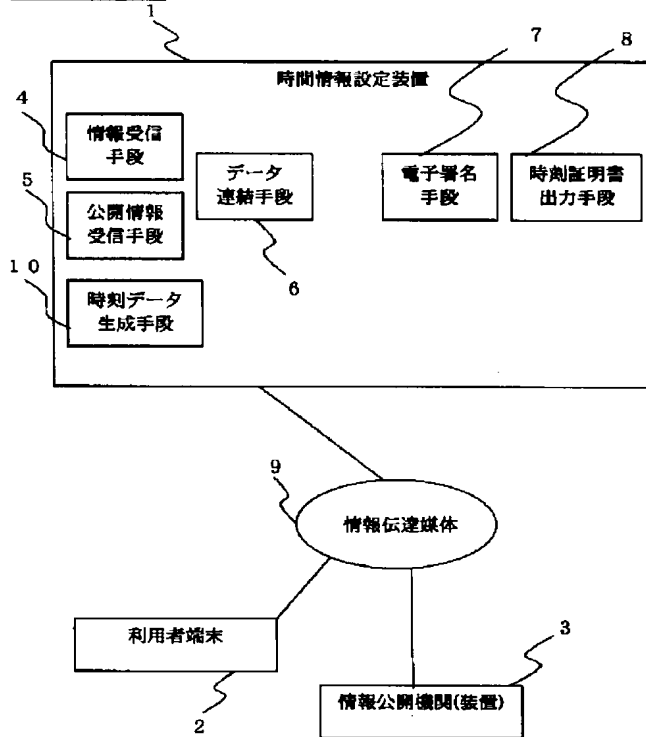 1
7
8
時間情報設定装置
4
情報受信
手段
データ
連結手段
電子署名
手段
時刻証明書
出力手段
5
公開情報
受信手段
6
10
時刻データ
生成手段
9
情報伝達媒体
利用者端末
2
3
情報公開機関(装置)